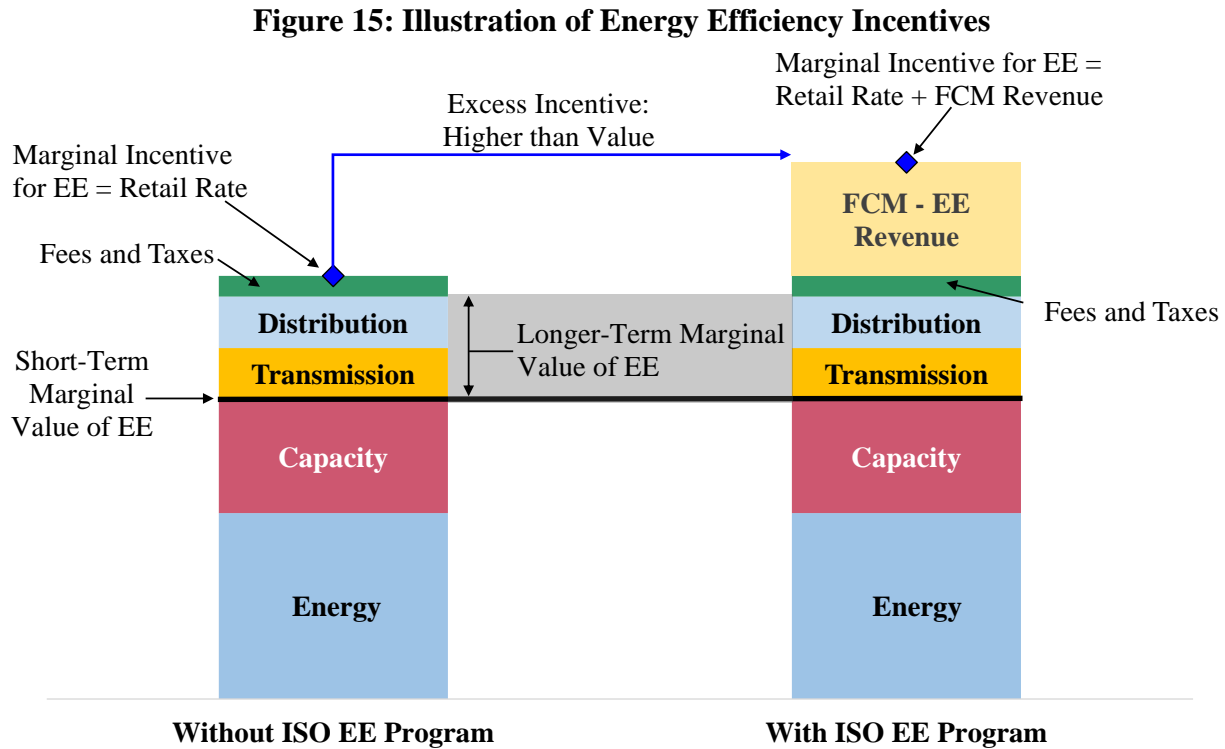 Figure 15: Illustration of Energy Efficiency Incentives
Marginal Incentive for EE =
Retail Rate + FCM Revenue
Excess Incentive:
Higher than Value
Marginal Incentive
for EE = Retail Rate
Fees and Taxes
FCM - EE
Revenue
Fees and Taxes
Distribution
Transmission
Longer-Term Marginal
Value of EE
Distribution
Transmission
Short-Term
Marginal
Value of EE
Capacity
Capacity
Energy
Energy
Without ISO EE Program
With ISO EE Program